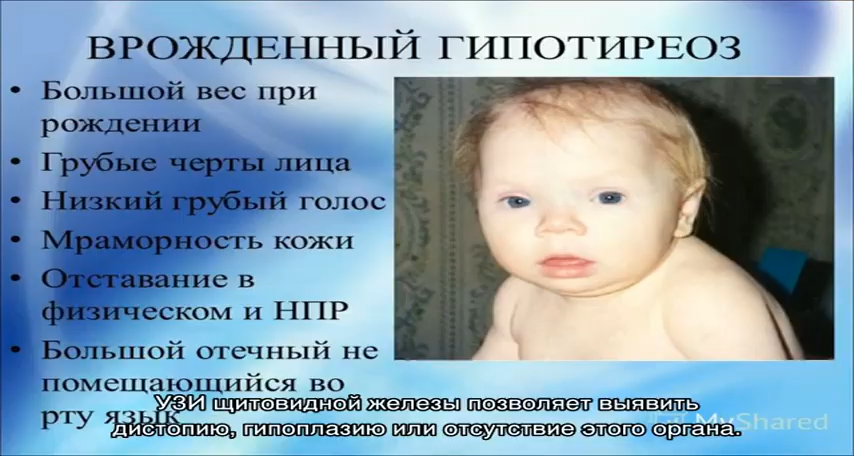 ВРОЖДЕННЫЙ ГИПОТИРЕОЗ
• Большой вес при
рождении
• Грубые черты лица
• Низкий грубый голос
• Мраморность кожи
• Отставание в
физическом и НПР
• Большой отечный не
помещающийся во
рту язык
УЗИ щитовидной железы позволяет выявить
дистопию, гипоплазию или отсутствие этого органа.
MyShared